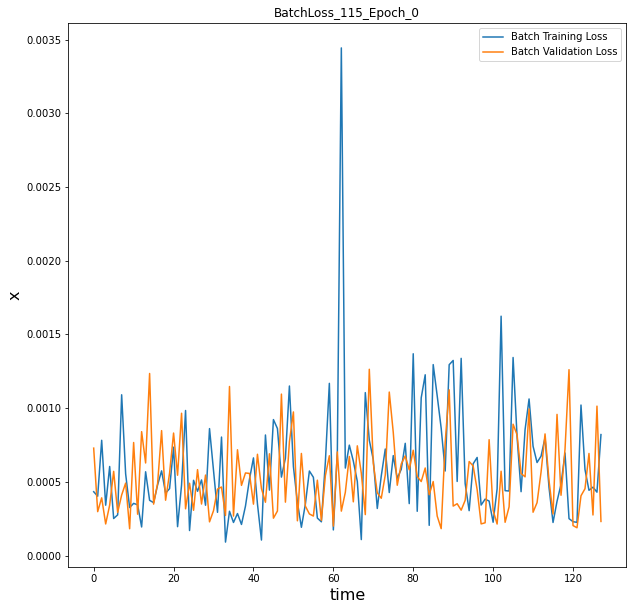 BatchLoss_115_Epoch_0
Batch Training Loss
Batch Validation Loss
0.0035
0.0030
0.0025
0.0020
0.0015
0.0010
0.0005
0.0000
x
0 20 40 60 80 100 120
time